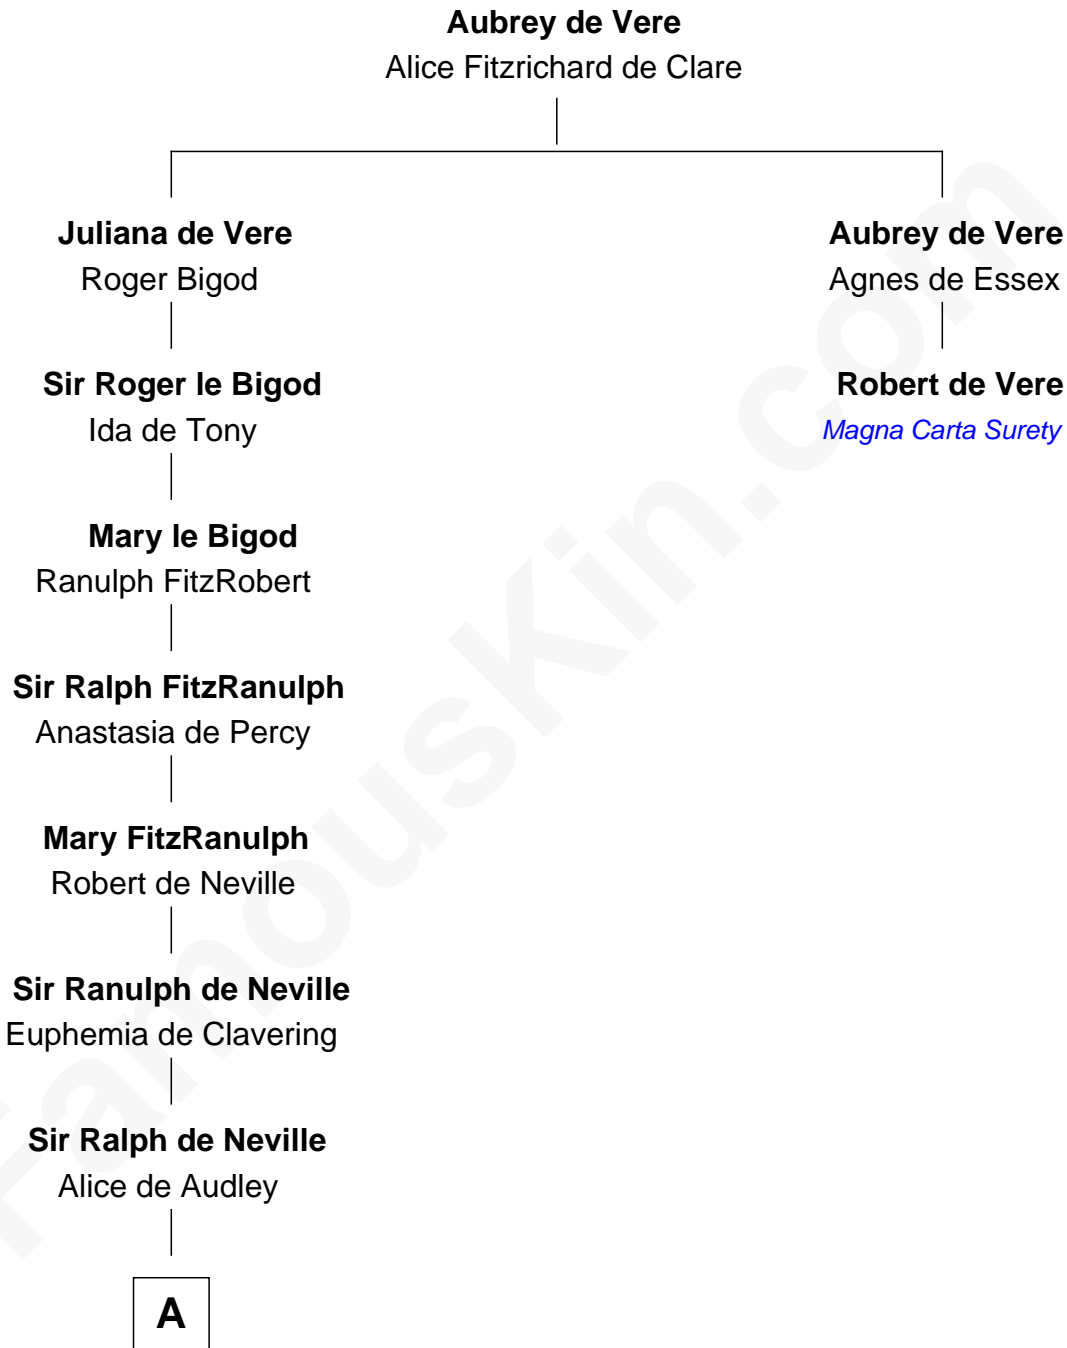 Aubrey de Vere
Alice Fitzrichard de Clare
Juliana de Vere
Roger Bigod
Aubrey de Vere
Agnes de Essex
Sir Roger le Bigod
Ida de Tony
Robert de Vere
Magna Carta Surety
Mary le Bigod
Ranulph FitzRobert
Sir Ralph FitzRanulph
Anastasia de Percy
Mary FitzRanulph
Robert de Neville
Sir Ranulph de Neville
Euphemia de Clavering
Sir Ralph de Neville
Alice de Audley
A
FamousKin.com